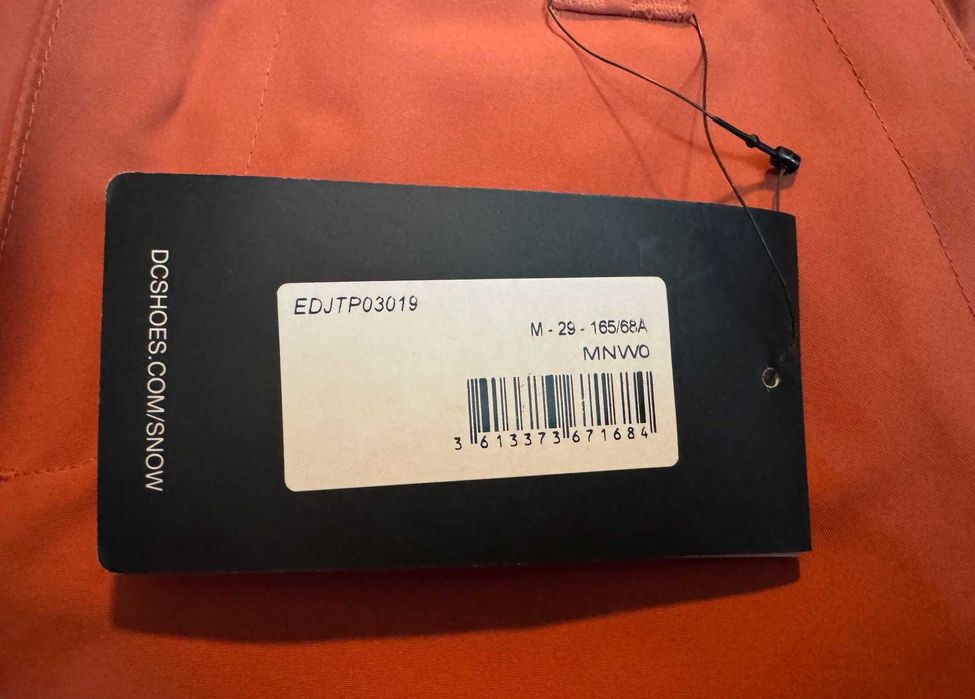 DCSHOES.COM/SNOW
EDJTP03019
M - 29 - 165/68A
MNW0
3 613373 671684